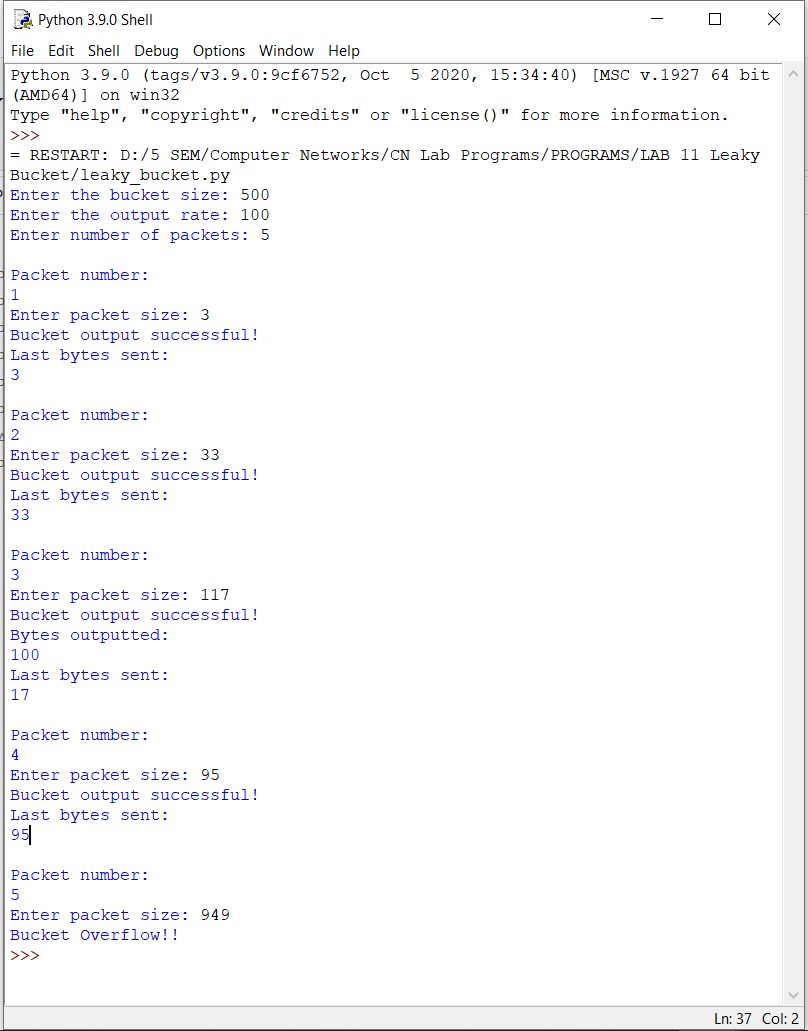 Python 3.9.0 Shell
File Edit Shell Debug Options Window Help
Python 3.9.0 (tags/v3.9.0:9cf6752, Oct  5 2020, 15:34:40) [MSC v.1927 64 bit
(AMD64)] on win32
Type "help", "copyright", "credits" or "license()" for more information.
>>>
= RESTART: D:/5 SEM/Computer Networks/CN Lab Programs/PROGRAMS/LAB 11 Leaky
Bucket/leaky_bucket.py
Enter the bucket size: 500
Enter the output rate: 100
Enter number of packets: 5
Packet number:
1
Enter packet size: 3
Bucket output successful!
Last bytes sent:
3
Packet number:
2
Enter packet size: 33
Bucket output successful!
Last bytes sent:
33
Packet number:
3
Enter packet size: 117
Bucket output successful!
Bytes outputted:
100
Last bytes sent:
17
Packet number:
4
Enter packet size: 95
Bucket output successful!
Last bytes sent:
95
Packet number:
5
Enter packet size: 949
Bucket Overflow!!
>>>
Ln: 37 Col: 2